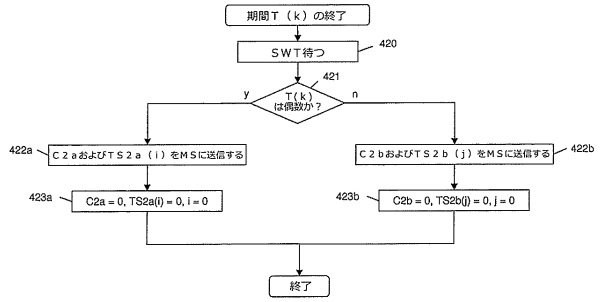 期間T（k）の終了
SWT待つ
420
421
T(k)
は偶数か？
y
n
422a
C2aおよびTS2a（i）をMSに送信する
C2bおよびTS2b（j）をMSに送信する
422b
423a
C2a = 0, TS2a(i) = 0, i = 0
423b
C2b = 0, TS2b(j) = 0, j = 0
終了